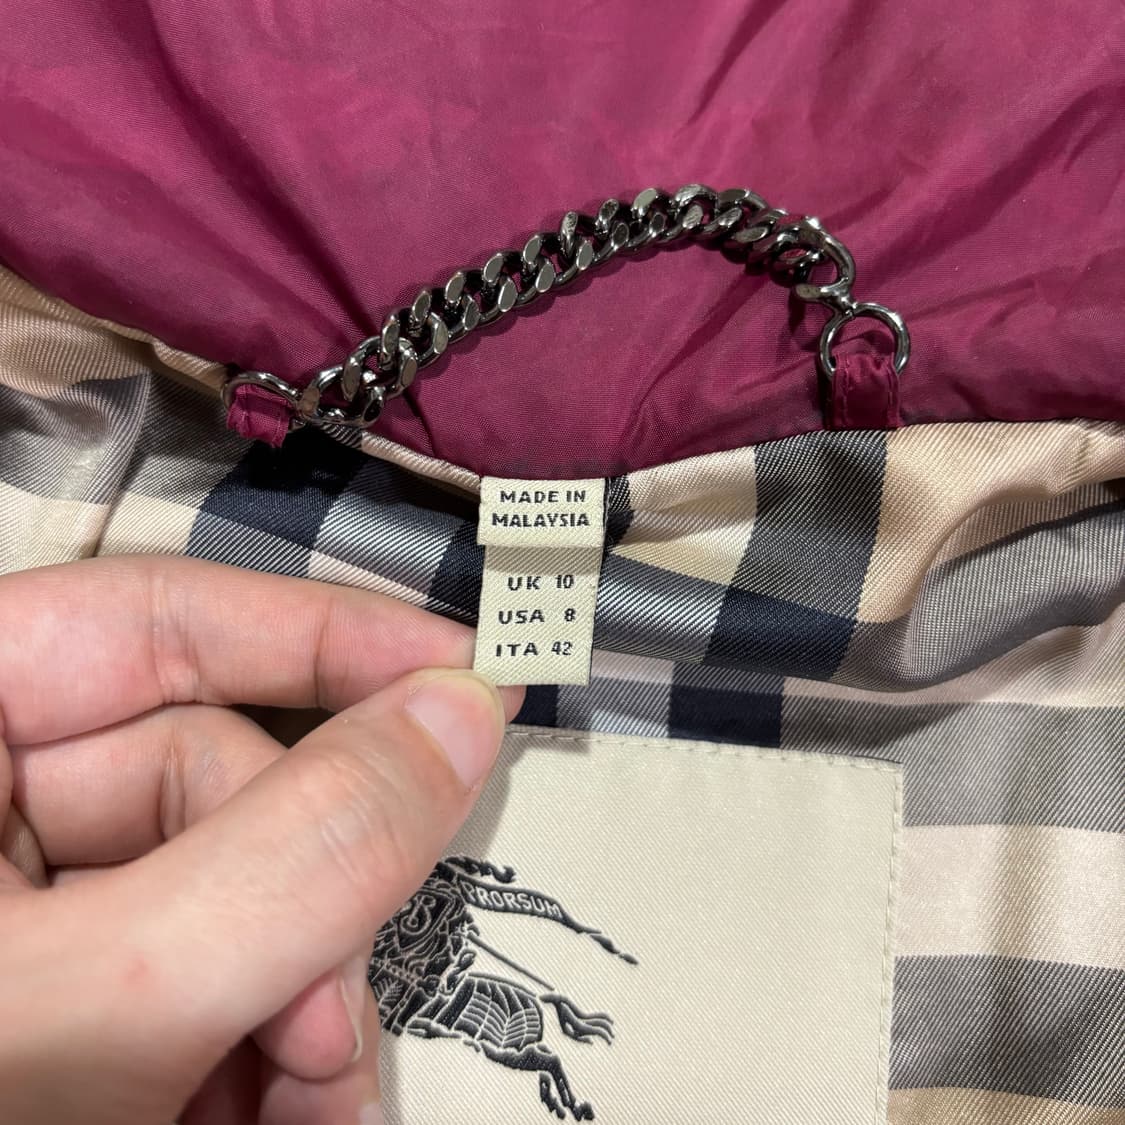 MADE IN
MALAYSIA
UK 10
USA 8
ITA 42
PRORSUM